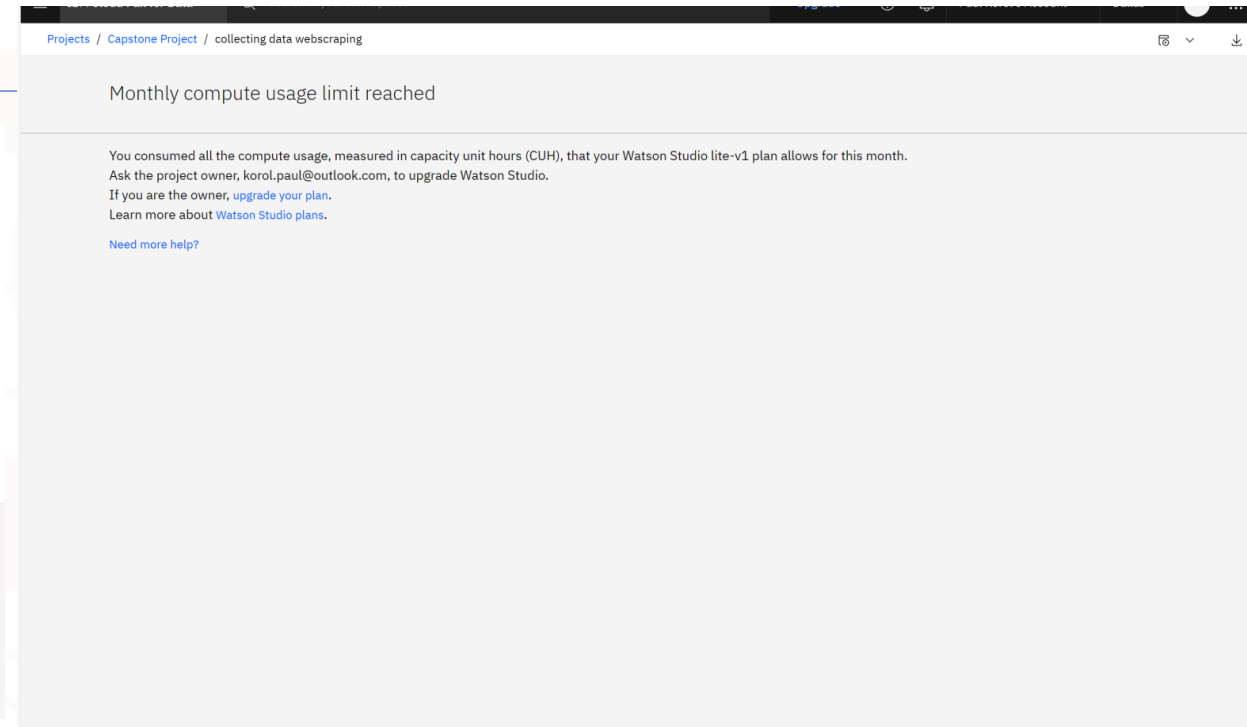 Projects / Capstone Project / collecting data webscraping
Monthly compute usage limit reached
You consumed all the compute usage, measured in capacity unit hours (CUH), that your Watson Studio lite-v1 plan allows for this month.
Ask the project owner, korol.paul@outlook.com, to upgrade Watson Studio.
If you are the owner, upgrade your plan.
Learn more about Watson Studio plans.
Need more help?